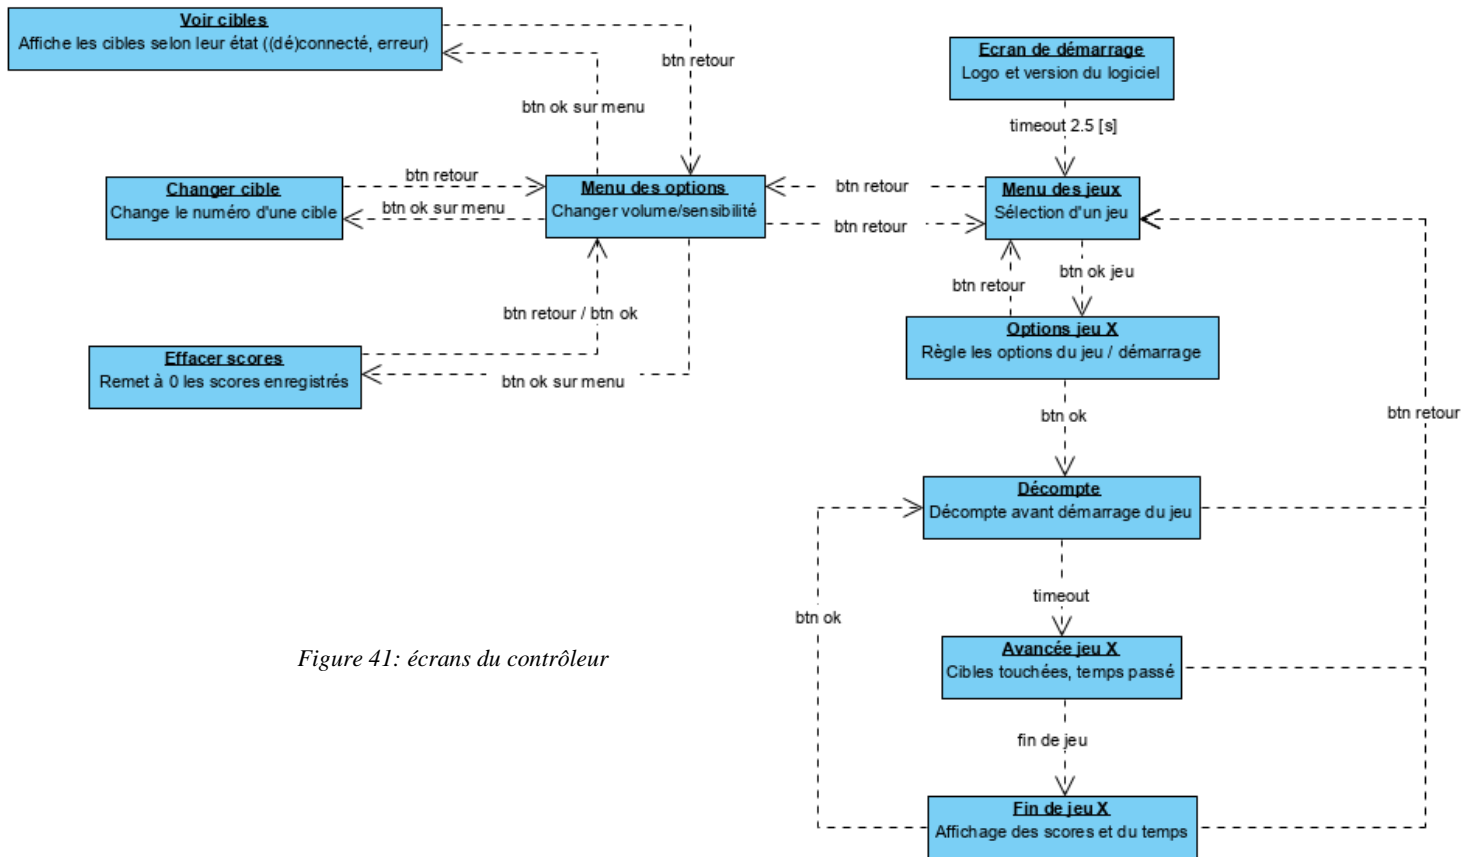 Voir cibles
Affiche les cibles selon leur état ((dé)connecté, erreur)
btn retour
btn ok sur menu
Ecran de démarrage
Logo et version du logiciel
timeout 2.5 [s]
Changer cible
Change le numéro d'une cible
btn retour
btn ok sur menu
Menu des options
Changer volume/sensibilité
btn retour
btn retour
Menu des jeux
Sélection d'un jeu
btn retour
btn ok jeu
btn retour / btn ok
Effacer scores
Remet à 0 les scores enregistrés
btn ok sur menu
Options jeu X
Règle les options du jeu / démarrage
btn ok
btn retour
Décompte
Décompte avant démarrage du jeu
timeout
btn ok
Avancée jeu X
Cibles touchées, temps passé
fin de jeu
Fin de jeu X
Affichage des scores et du temps
Figure 41: écrans du contrôleur